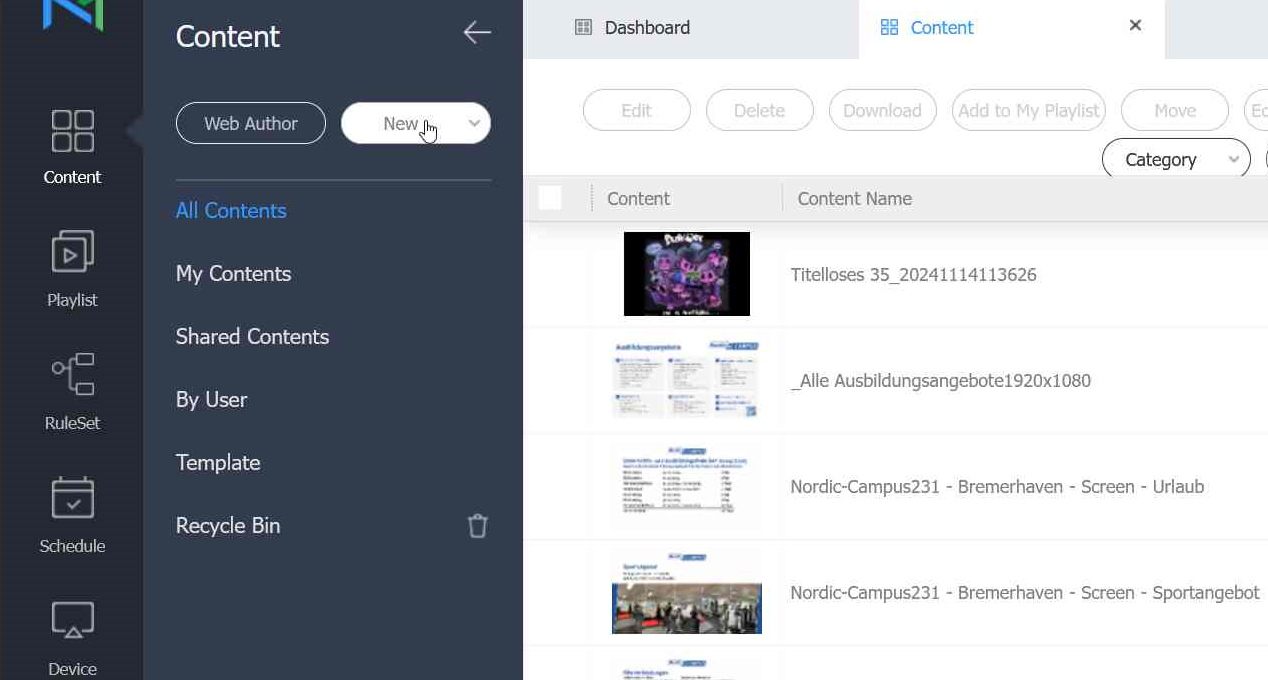 Content
Web Author
New
All Contents
My Contents
Shared Contents
By User
Template
Recycle Bin
Content
Playlist
RuleSet
Schedule
Device
Dashboard
Content
Edit
Delete
Download
Add to My Playlist
Move
Category
Content
Content Name
Titelloses 35_20241114113626
Ausbildungsangebote
_Alle Ausbildungsangebote1920x1080
Nordic-Campus231 - Bremerhaven - Screen - Urlaub
Nordic-Campus231 - Bremerhaven - Screen - Sportangebot